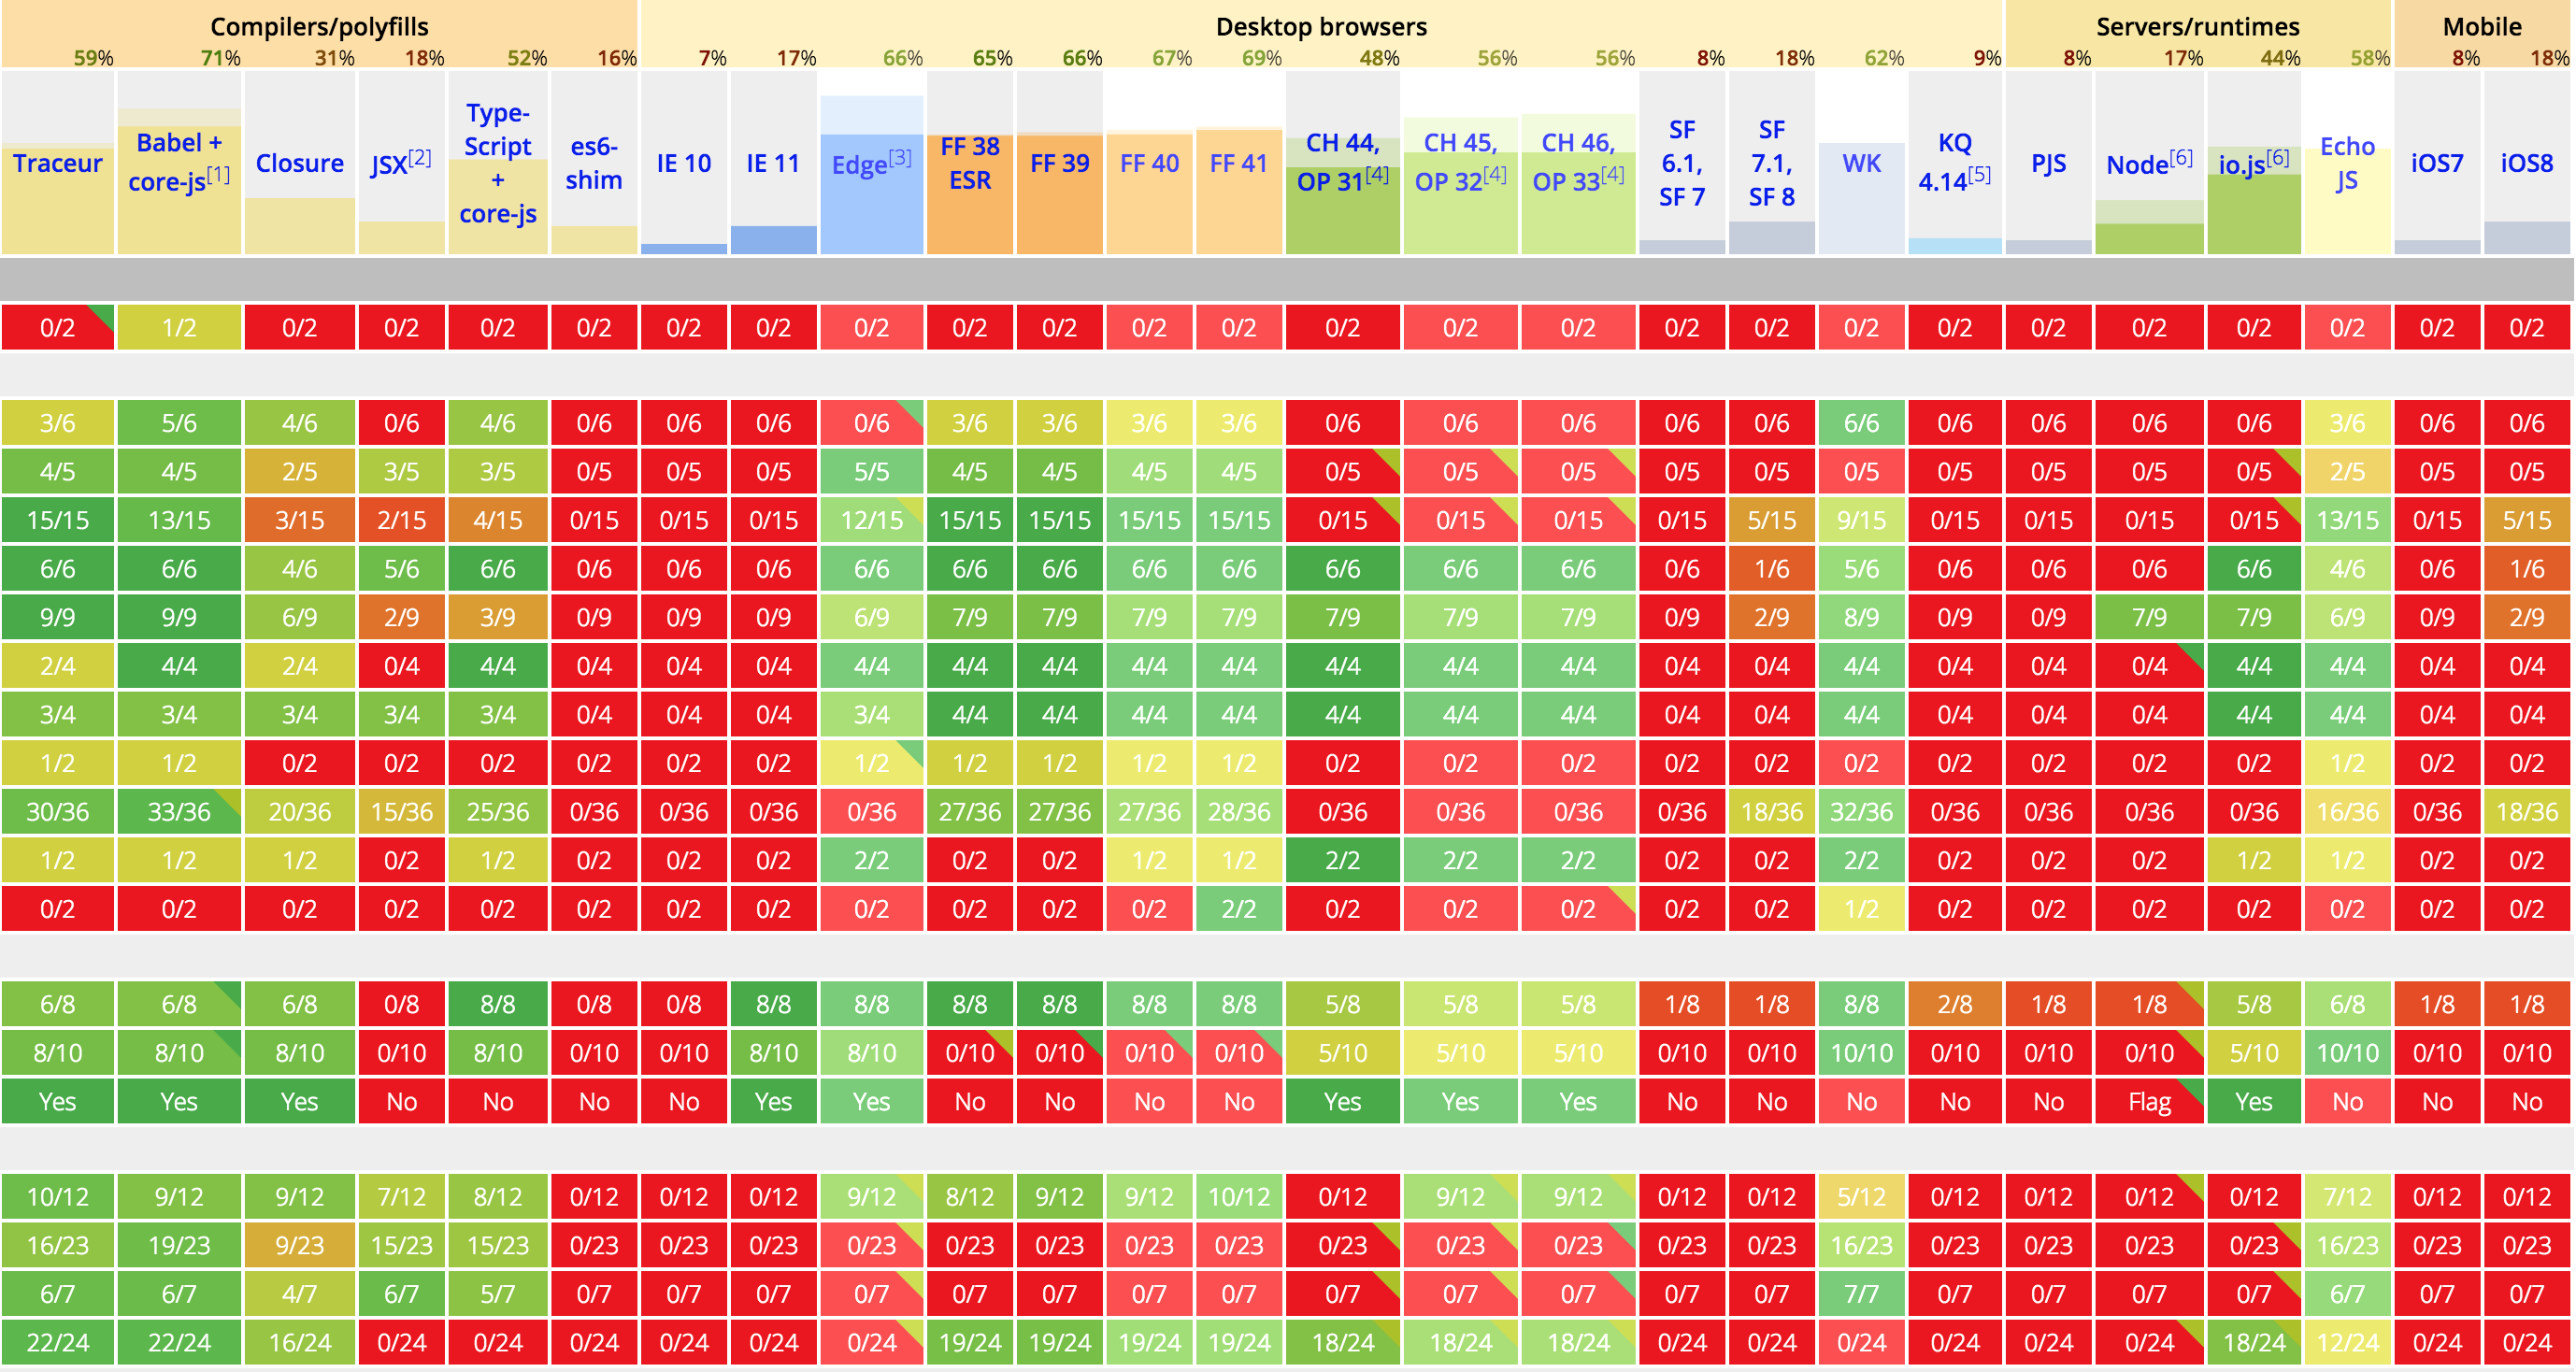 Compilers/polyfills Desktop browsers Servers/runtimes Mobile
59% 71% 31% 18% 52% 16% 7% 17% 66% 65% 66% 67% 69% 48% 56% 56% 8% 18% 62% 9% 8% 17% 44% 58% 8% 18%
Traceur
Babel +
core-js[1]
Closure
JSX[2]
Type-
Script
+
core-js
es6-
shim
IE 10
IE 11
Edge[3]
FF 38
ESR
FF 39
FF 40
FF 41
CH 44,
OP 31[4]
CH 45,
OP 32[4]
CH 46,
OP 33[4]
SF
6.1,
SF 7
SF
7.1,
SF 8
WK
KQ
4.14[5]
PJS
Node[6]
io.js[6]
Echo
JS
iOS7
iOS8
0/2 1/2 0/2 0/2 0/2 0/2 0/2 0/2 0/2 0/2 0/2 0/2 0/2 0/2 0/2 0/2 0/2 0/2 0/2 0/2 0/2 0/2 0/2 0/2 0/2 0/2
3/6 5/6 4/6 0/6 4/6 0/6 0/6 0/6 0/6 3/6 3/6 3/6 3/6 0/6 0/6 0/6 0/6 0/6 6/6 0/6 0/6 0/6 0/6 3/6 0/6 0/6
4/5 4/5 2/5 3/5 3/5 0/5 0/5 0/5 5/5 4/5 4/5 4/5 4/5 0/5 0/5 0/5 0/5 0/5 0/5 0/5 0/5 0/5 0/5 2/5 0/5 0/5
15/15 13/15 3/15 2/15 4/15 0/15 0/15 0/15 12/15 15/15 15/15 15/15 15/15 0/15 0/15 0/15 0/15 5/15 9/15 0/15 0/15 0/15 0/15 13/15 0/15 5/15
6/6 6/6 4/6 5/6 6/6 0/6 0/6 0/6 6/6 6/6 6/6 6/6 6/6 6/6 6/6 6/6 0/6 1/6 5/6 0/6 0/6 0/6 6/6 4/6 0/6 1/6
9/9 9/9 6/9 2/9 3/9 0/9 0/9 0/9 6/9 7/9 7/9 7/9 7/9 7/9 7/9 7/9 0/9 2/9 8/9 0/9 0/9 7/9 7/9 6/9 0/9 2/9
2/4 4/4 2/4 0/4 4/4 0/4 0/4 0/4 4/4 4/4 4/4 4/4 4/4 4/4 4/4 4/4 0/4 0/4 4/4 0/4 0/4 0/4 4/4 4/4 0/4 0/4
3/4 3/4 3/4 3/4 3/4 0/4 0/4 0/4 3/4 4/4 4/4 4/4 4/4 4/4 4/4 4/4 0/4 0/4 4/4 0/4 0/4 0/4 4/4 4/4 0/4 0/4
1/2 1/2 0/2 0/2 0/2 0/2 0/2 0/2 1/2 1/2 1/2 1/2 1/2 0/2 0/2 0/2 0/2 0/2 0/2 0/2 0/2 0/2 0/2 1/2 0/2 0/2
30/36 33/36 20/36 15/36 25/36 0/36 0/36 0/36 0/36 27/36 27/36 27/36 28/36 0/36 0/36 0/36 0/36 18/36 32/36 0/36 0/36 0/36 0/36 16/36 0/36 18/36
1/2 1/2 1/2 0/2 1/2 0/2 0/2 0/2 2/2 0/2 0/2 1/2 1/2 2/2 2/2 2/2 0/2 0/2 2/2 0/2 0/2 0/2 1/2 1/2 0/2 0/2
0/2 0/2 0/2 0/2 0/2 0/2 0/2 0/2 0/2 0/2 0/2 0/2 2/2 0/2 0/2 0/2 0/2 0/2 1/2 0/2 0/2 0/2 0/2 0/2 0/2 0/2
6/8 6/8 6/8 0/8 8/8 0/8 0/8 8/8 8/8 8/8 8/8 8/8 8/8 5/8 5/8 5/8 1/8 1/8 8/8 2/8 1/8 1/8 5/8 6/8 1/8 1/8
8/10 8/10 8/10 0/10 8/10 0/10 0/10 8/10 8/10 0/10 0/10 0/10 0/10 5/10 5/10 5/10 0/10 0/10 10/10 0/10 0/10 0/10 5/10 10/10 0/10 0/10
Yes Yes Yes No No No No Yes Yes No No No No Yes Yes Yes No No No No No Flag Yes No No No
10/12 9/12 9/12 7/12 8/12 0/12 0/12 0/12 9/12 8/12 9/12 9/12 10/12 0/12 9/12 9/12 0/12 0/12 5/12 0/12 0/12 0/12 0/12 7/12 0/12 0/12
16/23 19/23 9/23 15/23 15/23 0/23 0/23 0/23 0/23 0/23 0/23 0/23 0/23 0/23 0/23 0/23 0/23 0/23 16/23 0/23 0/23 0/23 0/23 16/23 0/23 0/23
6/7 6/7 4/7 6/7 5/7 0/7 0/7 0/7 0/7 0/7 0/7 0/7 0/7 0/7 0/7 0/7 0/7 0/7 7/7 0/7 0/7 0/7 0/7 6/7 0/7 0/7
22/24 22/24 16/24 0/24 0/24 0/24 0/24 0/24 0/24 19/24 19/24 19/24 19/24 18/24 18/24 18/24 0/24 0/24 0/24 0/24 0/24 0/24 18/24 12/24 0/24 0/24